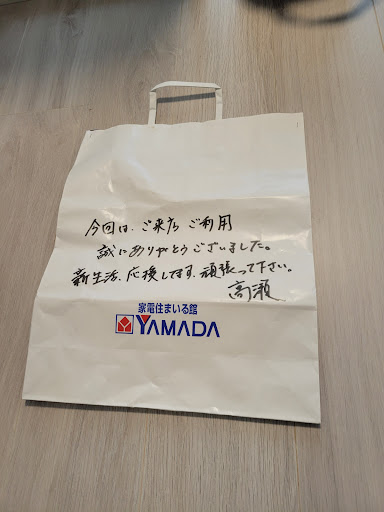 今回は、ご来店 ご利用
誠にありがとうございました。
新生活、応援してます、頑張って下さい。
高瀬
家電住まいる館
YAMADA